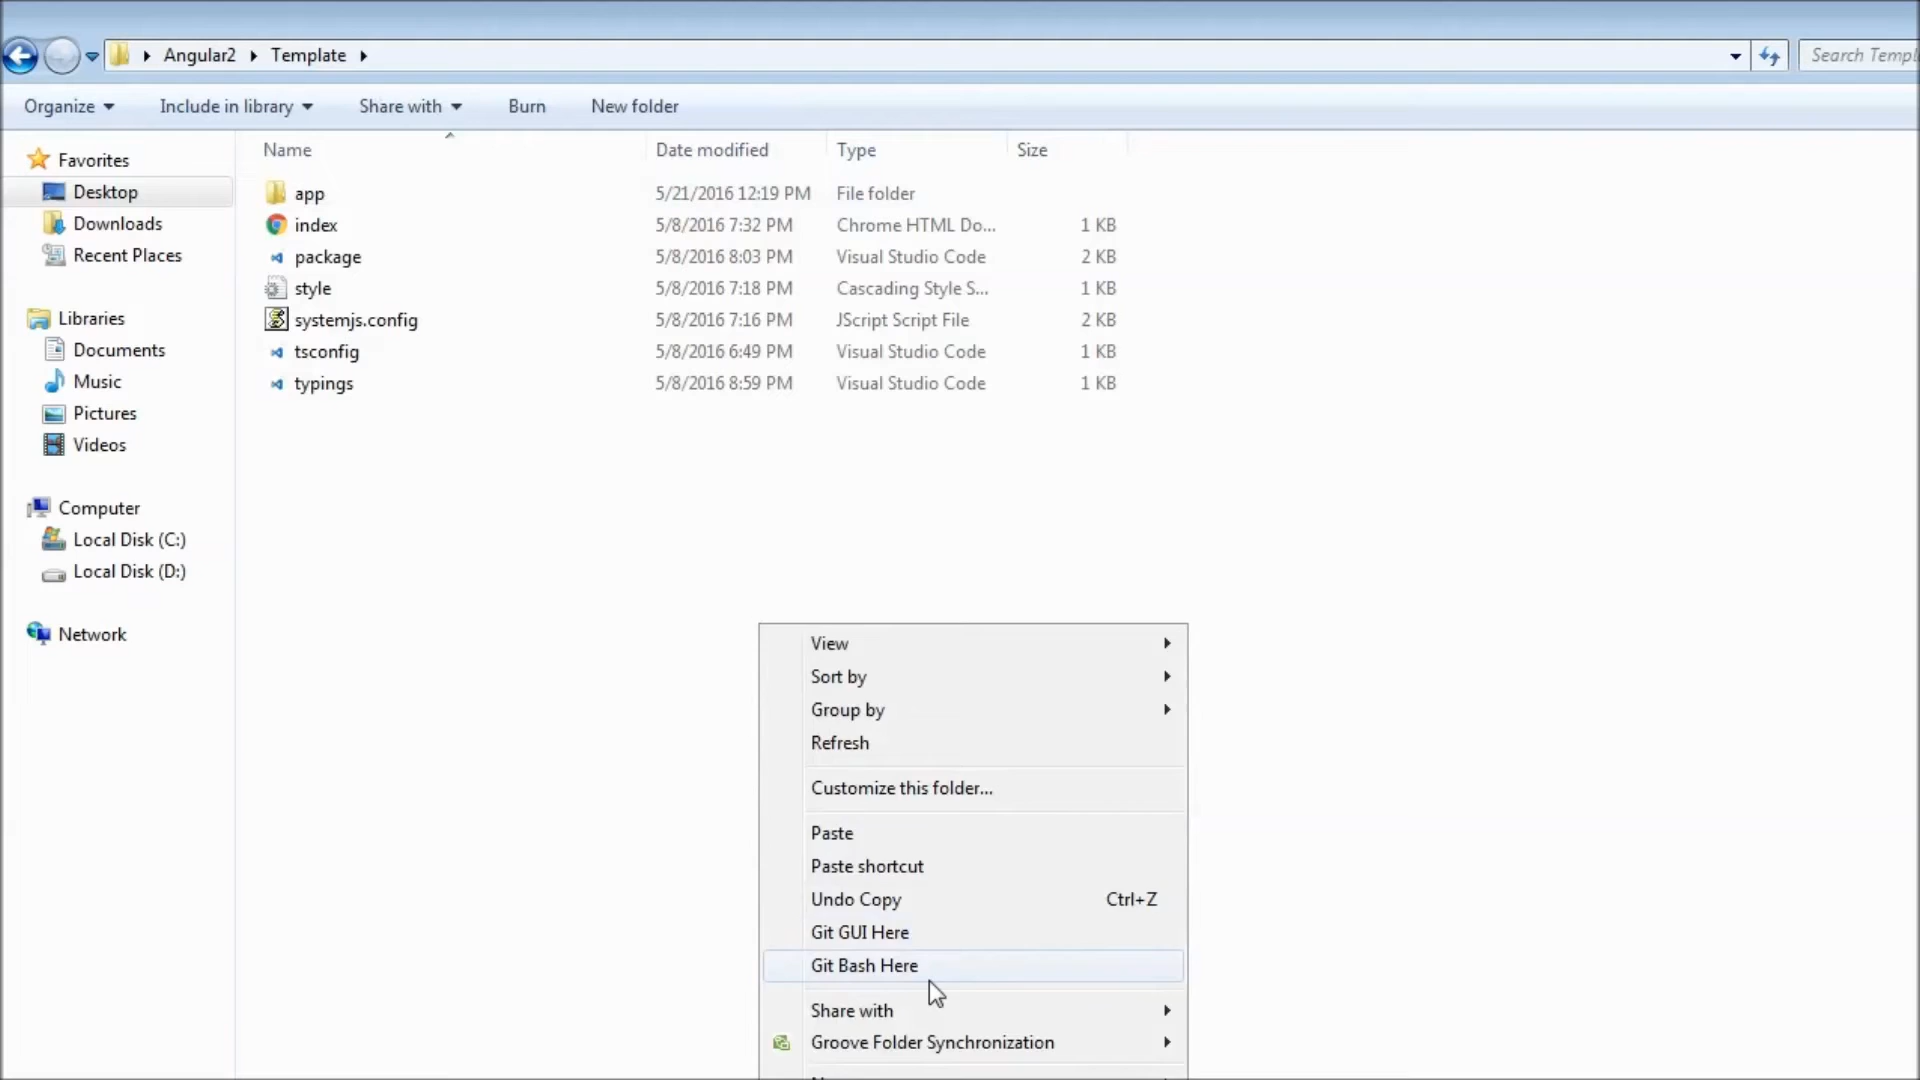 Angular2 Template
Search Templ
Organize Include in library Share with Burn New folder
Favorites
Desktop
Downloads
Recent Places
Libraries
Documents
Music
Pictures
Videos
Computer
Local Disk (C:)
Local Disk (D:)
Network
Name Date modified Type Size
app 5/21/2016 12:19 PM File folder
index 5/8/2016 7:32 PM Chrome HTML Do... 1 KB
package 5/8/2016 8:03 PM Visual Studio Code 2 KB
style 5/8/2016 7:18 PM Cascading Style S... 1 KB
systemjs.config 5/8/2016 7:16 PM JScript Script File 2 KB
tsconfig 5/8/2016 6:49 PM Visual Studio Code 1 KB
typings 5/8/2016 8:59 PM Visual Studio Code 1 KB
View
Sort by
Group by
Refresh
Customize this folder...
Paste
Paste shortcut
Undo Copy Ctrl+Z
Git GUI Here
Git Bash Here
Share with
Groove Folder Synchronization